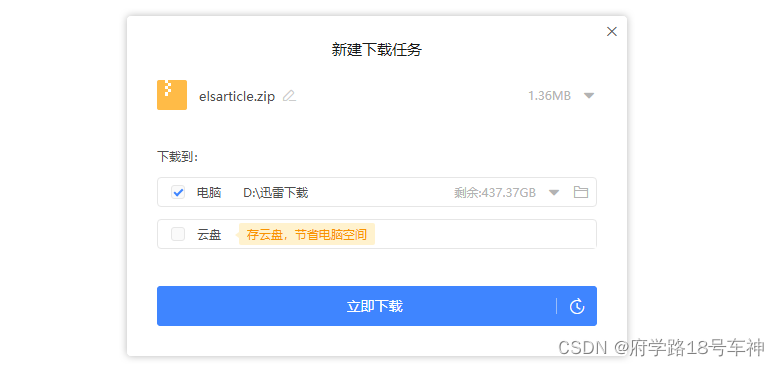 新建下载任务
elsarticle.zip 1.36MB
下载到:
电脑 D:\迅雷下载 剩余:437.37GB
云盘 存云盘，节省电脑空间
立即下载
CSDN @府学路18号车神